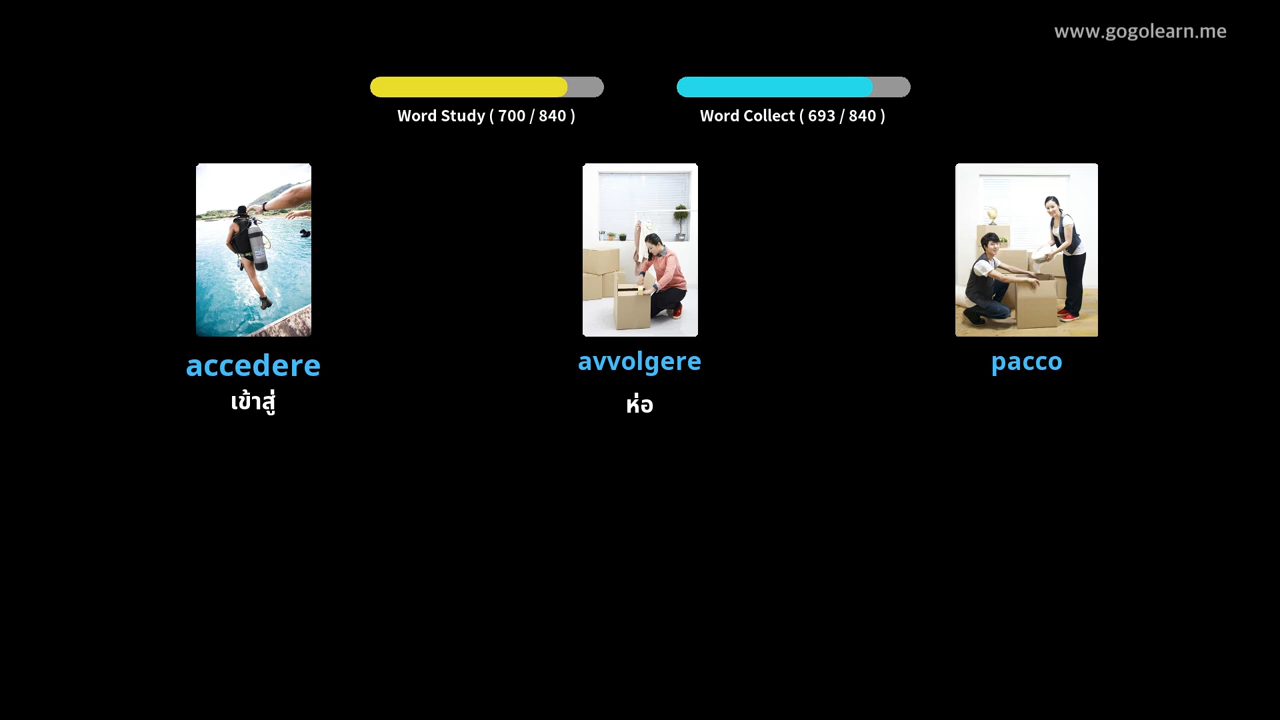 www.gogolearn.me
Word Study ( 700 / 840 )
Word Collect ( 693 / 840 )
accedere
เข้าสู่
avvolgere
ห่อ
pacco